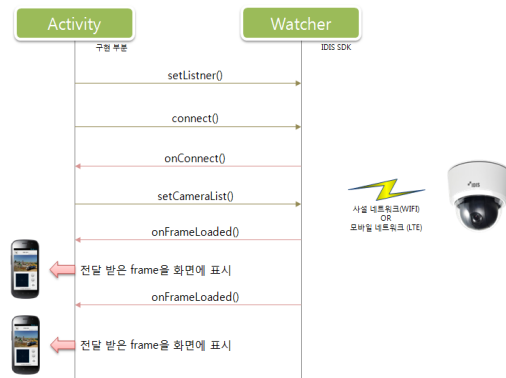 Activity
Watcher
구현 부분
IDIS SDK
setListner()
connect()
onConnect()
setCameraList()
사설 네트워크(WIFI)
OR
모바일 네트워크 (LTE)
IDIS
onFrameLoaded()
전달 받은 frame을 화면에 표시
onFrameLoaded()
전달 받은 frame을 화면에 표시